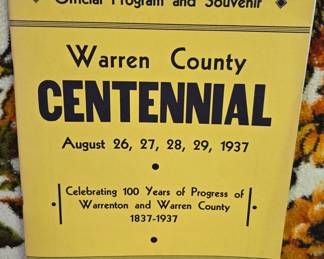 Official Program and Souvenir
Warren County
CENTENNIAL
August 26, 27, 28, 29, 1937
Celebrating 100 Years of Progress of
Warrenton and Warren County
1837-1937